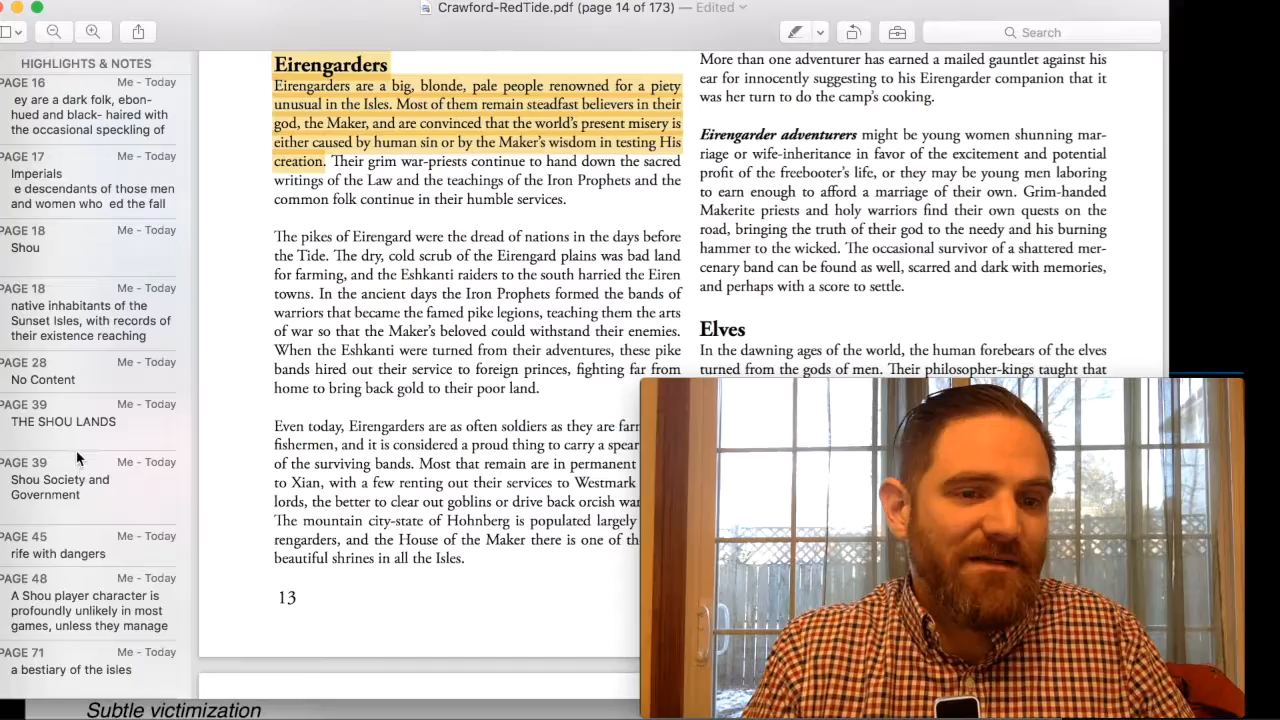 Crawford-RedTide.pdf (page 14 of 173) — Edited
Search
HIGHLIGHTS & NOTES
PAGE 16 Me - Today
ey are a dark folk, ebon-
hued and black- haired with
the occasional speckling of
PAGE 17 Me - Today
Imperials
e descendants of those men
and women who ed the fall
PAGE 18 Me - Today
Shou
PAGE 18 Me - Today
native inhabitants of the
Sunset Isles, with records of
their existence reaching
PAGE 28 Me - Today
No Content
PAGE 39 Me - Today
THE SHOU LANDS
PAGE 39 Me - Today
Shou Society and
Government
PAGE 45 Me - Today
rife with dangers
PAGE 48 Me - Today
A Shou player character is
profoundly unlikely in most
games, unless they manage
PAGE 71 Me - Today
a bestiary of the isles
Eirengarders
Eirengarders are a big, blonde, pale people renowned for a piety
unusual in the Isles. Most of them remain steadfast believers in their
god, the Maker, and are convinced that the world's present misery is
either caused by human sin or by the Maker's wisdom in testing His
creation. Their grim war-priests continue to hand down the sacred
writings of the Law and the teachings of the Iron Prophets and the
common folk continue in their humble services.
The pikes of Eirengard were the dread of nations in the days before
the Tide. The dry, cold scrub of the Eirengard plains was bad land
for farming, and the Eshkanti raiders to the south harried the Eiren
towns. In the ancient days the Iron Prophets formed the bands of
warriors that became the famed pike legions, teaching them the arts
of war so that the Maker's beloved could withstand their enemies.
When the Eshkanti were turned from their adventures, these pike
bands hired out their service to foreign princes, fighting far from
home to bring back gold to their poor land.
Even today, Eirengarders are as often soldiers as they are farm
fishermen, and it is considered a proud thing to carry a spear
of the surviving bands. Most that remain are in permanent
to Xian, with a few renting out their services to Westmark
lords, the better to clear out goblins or drive back orcish war
The mountain city-state of Hohnberg is populated largely
rengarders, and the House of the Maker there is one of th
beautiful shrines in all the Isles.
13
More than one adventurer has earned a mailed gauntlet against his
ear for innocently suggesting to his Eirengarder companion that it
was her turn to do the camp's cooking.
Eirengarder adventurers might be young women shunning mar-
riage or wife-inheritance in favor of the excitement and potential
profit of the freebooter's life, or they may be young men laboring
to earn enough to afford a marriage of their own. Grim-handed
Makerite priests and holy warriors find their own quests on the
road, bringing the truth of their god to the needy and his burning
hammer to the wicked. The occasional survivor of a shattered mer-
cenary band can be found as well, scarred and dark with memories,
and perhaps with a score to settle.
Elves
In the dawning ages of the world, the human forebears of the elves
turned from the gods of men. Their philosopher-kings taught that
Subtle victimization